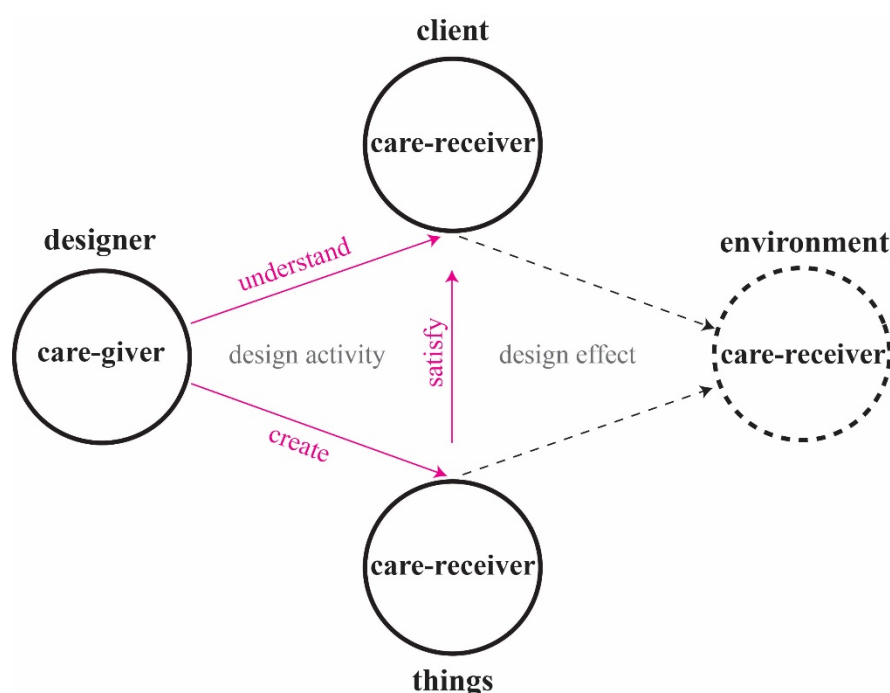 client
care-receiver
designer
environment
understand
care-giver
design activity
satisfy
design effect
care-receiver
create
care-receiver
things